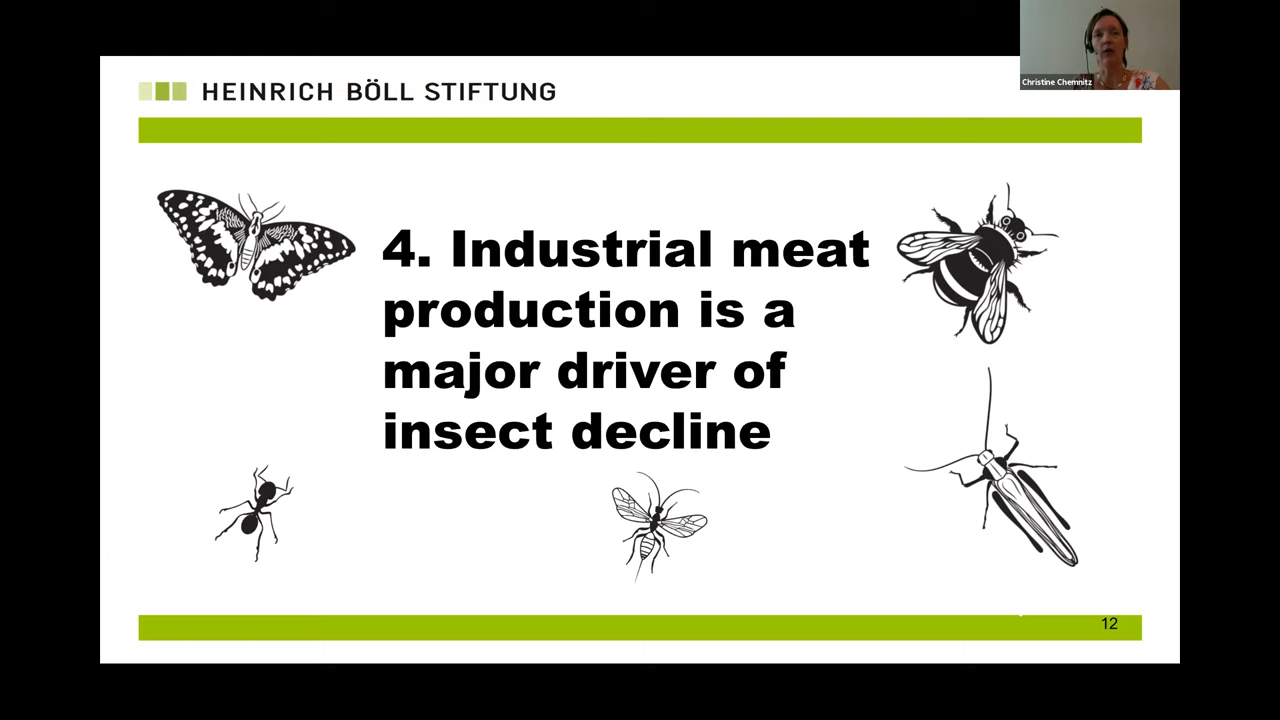 Christine Chemnitz
HEINRICH BÖLL STIFTUNG
4. Industrial meat
production is a
major driver of
insect decline
12